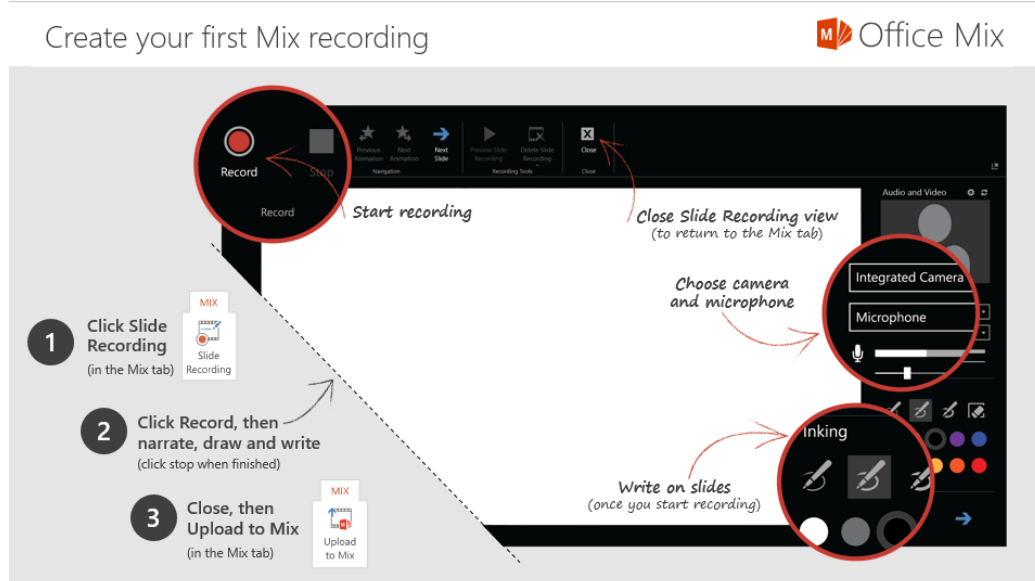 Create your first Mix recording
M
Office Mix
Record
Stop
Record
Previous
Animation
Next
Animation
Next
Slide
Navigation
Preview Slide
Recording
Delete Slide
Recording
Recording Tools
X
Close
Close
Start recording
Close Slide Recording view
(to return to the Mix tab)
Audio and Video
Choose camera
and microphone
Integrated Camera
Microphone
1
Click Slide
Recording
(in the Mix tab)
MIX
Slide
Recording
2
Click Record, then
narrate, draw and write
(click stop when finished)
Inking
Write on slides
(once you start recording)
3
Close, then
Upload to Mix
(in the Mix tab)
MIX
Upload
to Mix